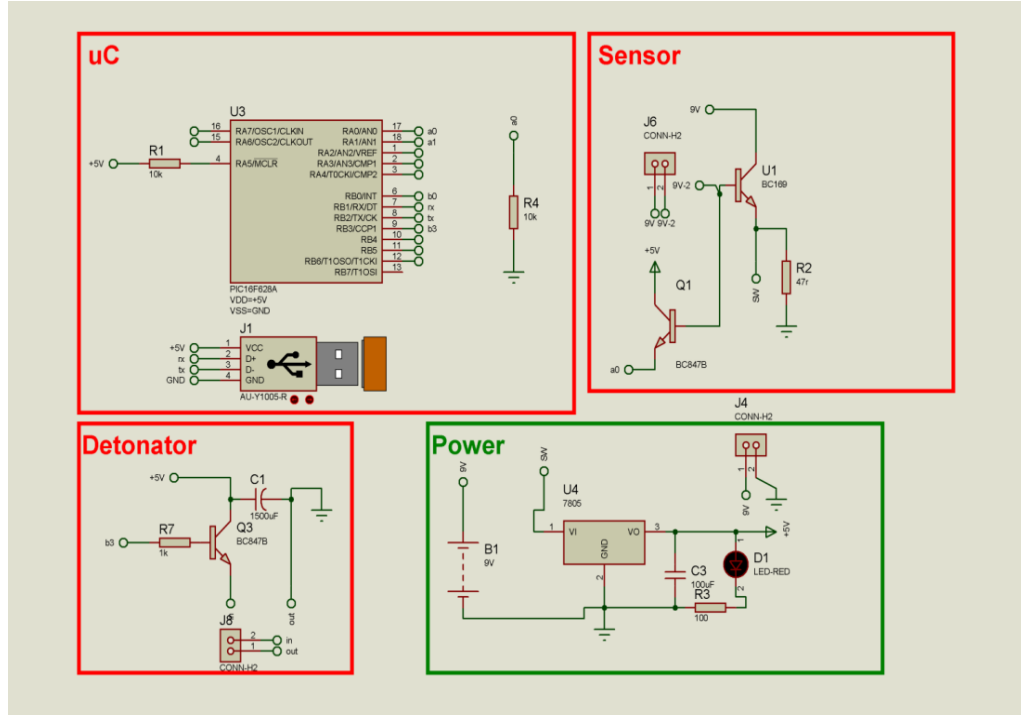 uC
U3
16 RA7/OSC1/CLKIN RA0/AN0 17 a0
15 RA6/OSC2/CLKOUT RA1/AN1 18 a1
RA2/AN2/VREF 1
+5V R1 10k 4 RA5/MCLR RA3/AN3/CMP1 2
RA4/T0CKI/CMP2 3
RB0/INT 6 b0
RB1/RX/DT 7 rx
RB2/TX/CK 8 tx
RB3/CCP1 9 b3
RB4 10
RB5 11
RB6/T1OSO/T1CKI 12
RB7/T1OSI 13
PIC16F628A
VDD=+5V
VSS=GND
a0
R4
10k
J1
+5V 1 VCC
rx 2 D+
tx 3 D-
GND 4 GND
AU-Y1005-R
Sensor
9V
J6
CONN-H2
1 2
9V 9V-2
9V-2
U1
BC169
+5V
Q1
BC847B
a0
SW
R2
47r
Detonator
+5V
C1
1500uF
b3
R7
1k
Q3
BC847B
in
out
J8
2 in
1 out
CONN-H2
J4
CONN-H2
Power
9V
SW
1 2
9V
U4
7805
1 VI VO 3
GND
2
+5V
B1
9V
C3
100uF
1
D1
LED-RED
2
R3
100